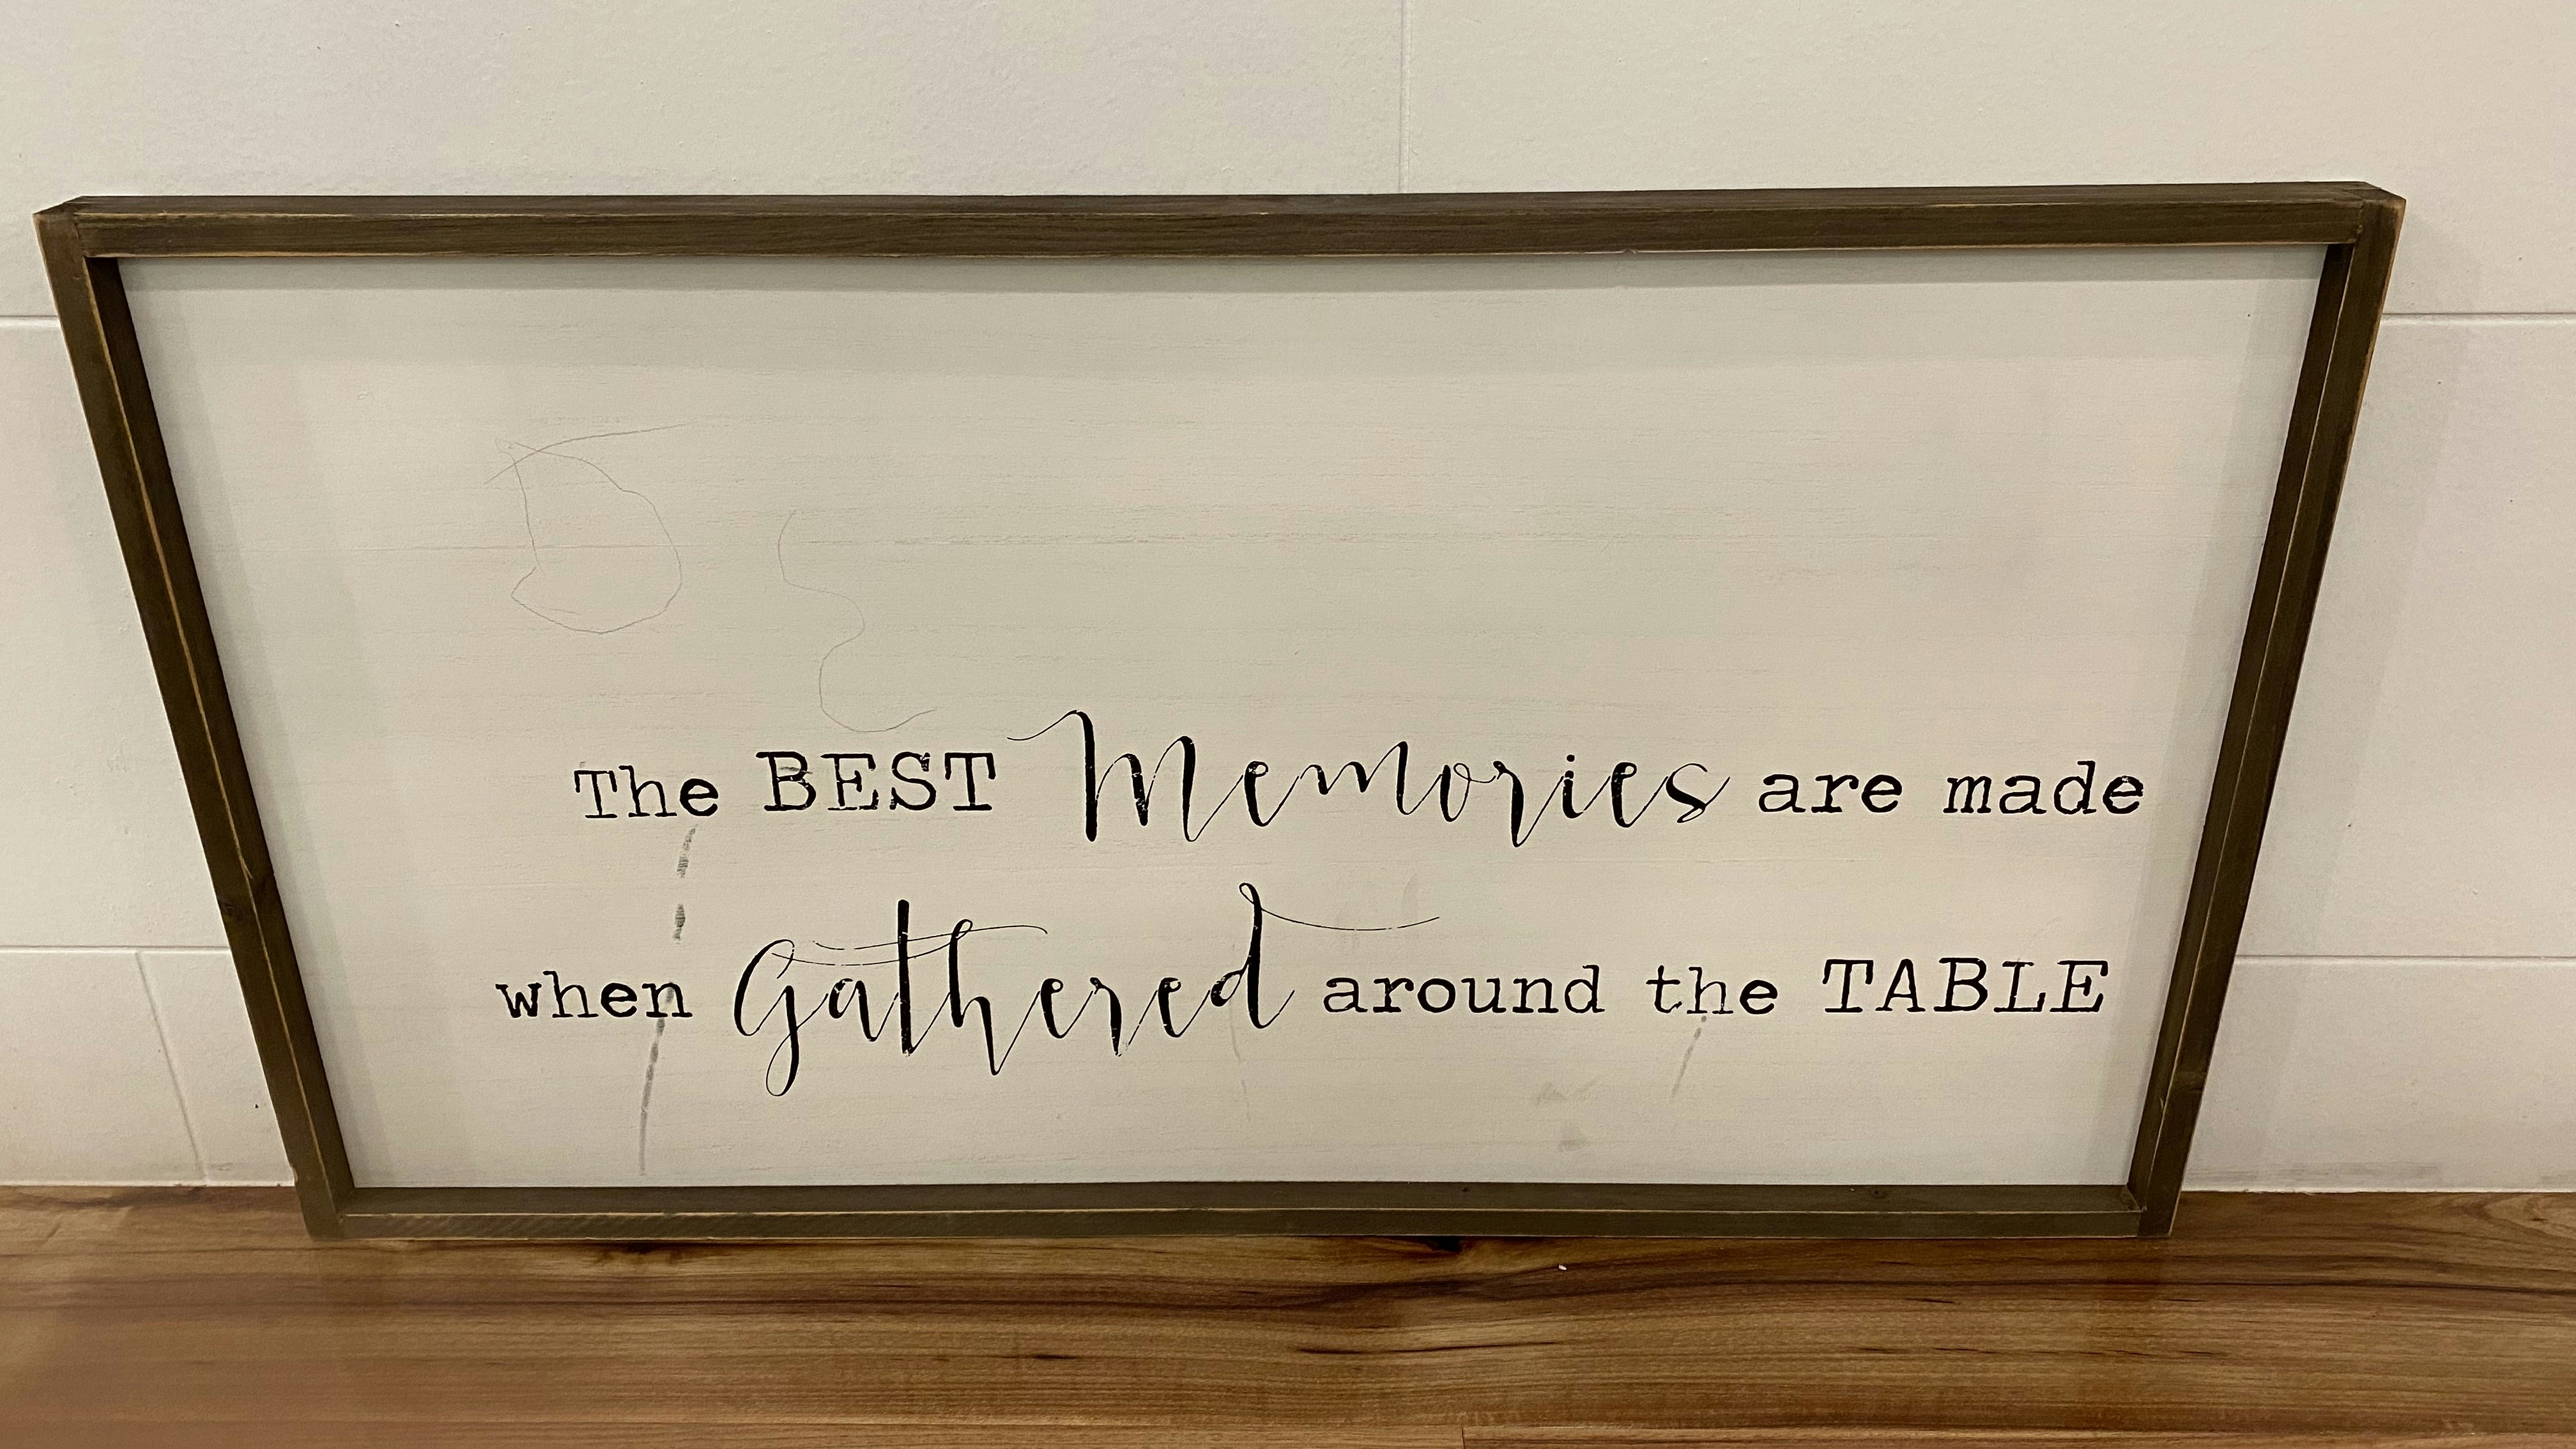 The BEST Memories are made
when Gathered around the TABLE